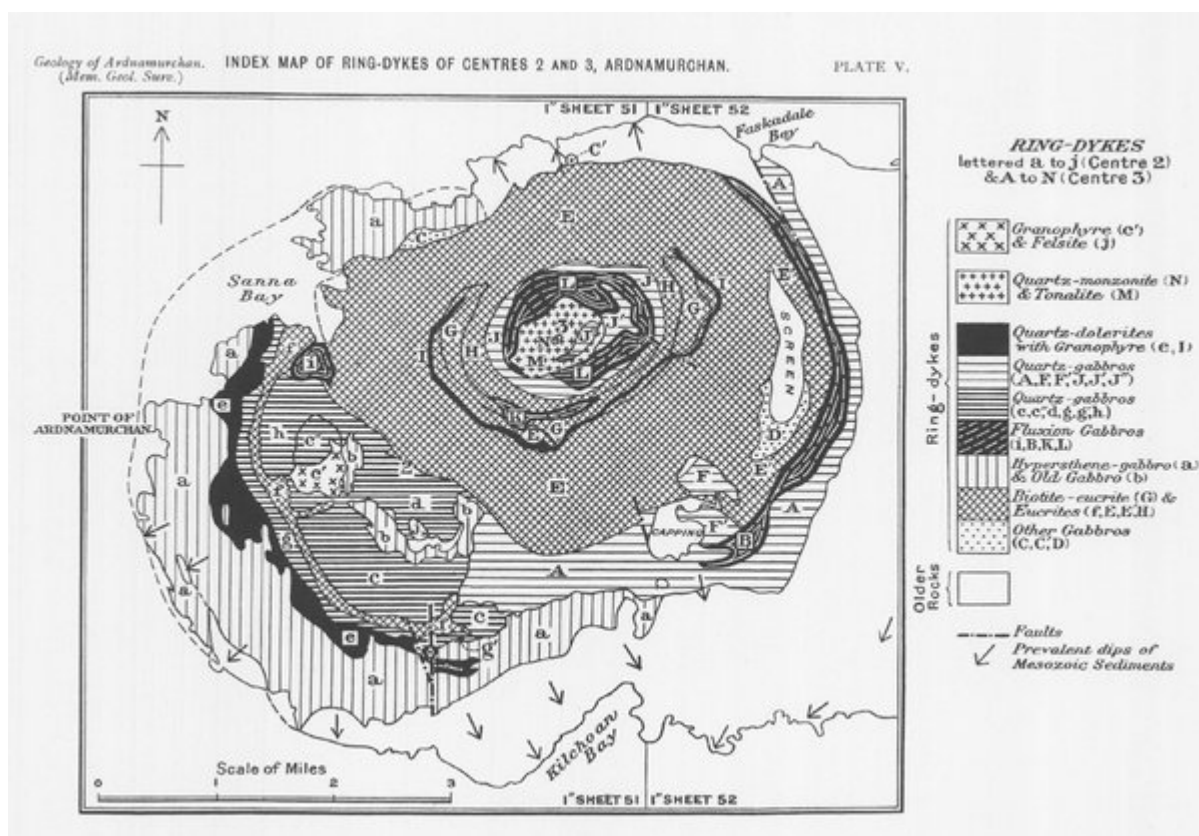 Geology of Ardnamurchan.
(Mem. Geol. Surv.)
INDEX MAP OF RING-DYKES OF CENTRES 2 AND 3, ARDNAMURCHAN.
PLATE V.
1" SHEET 51 1" SHEET 52
N
Faskadale Bay
C'
A
E
a
c
Sanna Bay
L
J
H
I
G
E
SCREEN
I
G
H
J
N
3
J'
J''
M
L
a
i
K
G
E
POINT OF ARDNAMURCHAN
e
h
c'
b
2
D
E
E
F
a
d
F'
A
b
b
CAPPING
B
g
c
A
a
e
c
a
a
g'
a
Kilchoan Bay
Scale of Miles
0 1 2 3
1" SHEET 51 1" SHEET 52
RING-DYKES
lettered a to j (Centre 2)
& A to N (Centre 3)
Ring-dykes
Granophyre (c')
& Felsite (j)
Quartz-monzonite (N)
& Tonalite (M)
Quartz-dolerites
with Granophyre (e, I)
Quartz-gabbros
(A, F, F', J, J', J'')
Quartz-gabbros
(c, c', d, g, g', h.)
Fluxion Gabbros
(i, B, K, L)
Hypersthene-gabbro (a)
& Old Gabbro (b)
Biotite-eucrite (G) &
Eucrites (f, E, E', H)
Other Gabbros
(C, C', D)
Older Rocks
Faults
Prevalent dips of
Mesozoic Sediments